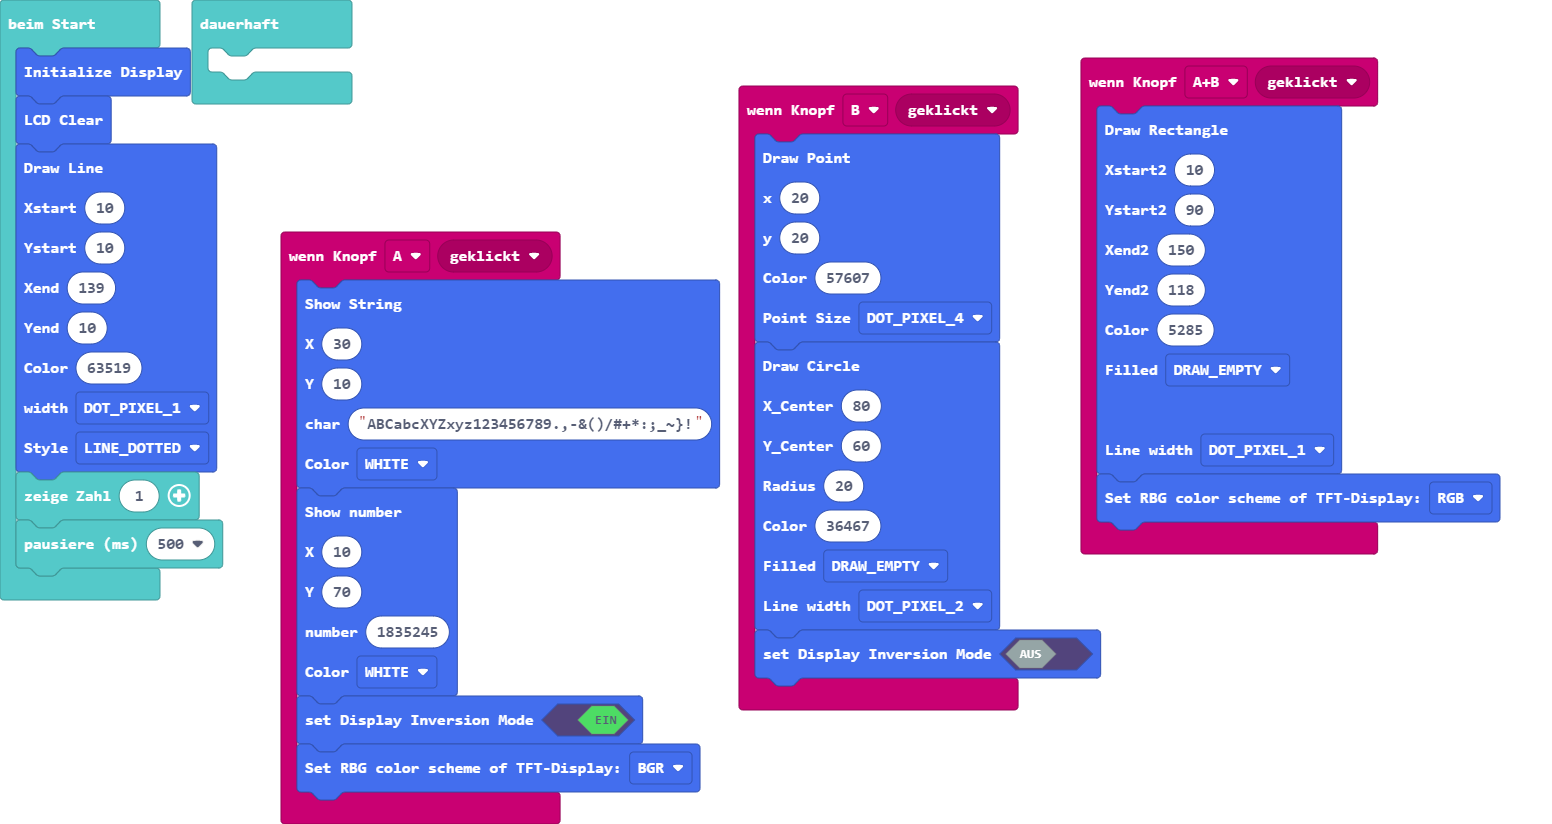 beim Start
Initialize Display
LCD Clear
Draw Line
Xstart 10
Ystart 10
Xend 139
Yend 10
Color 63519
width DOT_PIXEL_1
Style LINE_DOTTED
zeige Zahl 1
pausiere (ms) 500
dauerhaft
wenn Knopf A geklickt
Show String
X 30
Y 10
char "ABCabcXYZxyz123456789.,-&()/#+*:;_~}!"
Color WHITE
Show number
X 10
Y 70
number 1835245
Color WHITE
set Display Inversion Mode EIN
Set RBG color scheme of TFT-Display: BGR
wenn Knopf B geklickt
Draw Point
x 20
y 20
Color 57607
Point Size DOT_PIXEL_4
Draw Circle
X_Center 80
Y_Center 60
Radius 20
Color 36467
Filled DRAW_EMPTY
Line width DOT_PIXEL_2
set Display Inversion Mode AUS
wenn Knopf A+B geklickt
Draw Rectangle
Xstart2 10
Ystart2 90
Xend2 150
Yend2 118
Color 5285
Filled DRAW_EMPTY
Line width DOT_PIXEL_1
Set RBG color scheme of TFT-Display: RGB